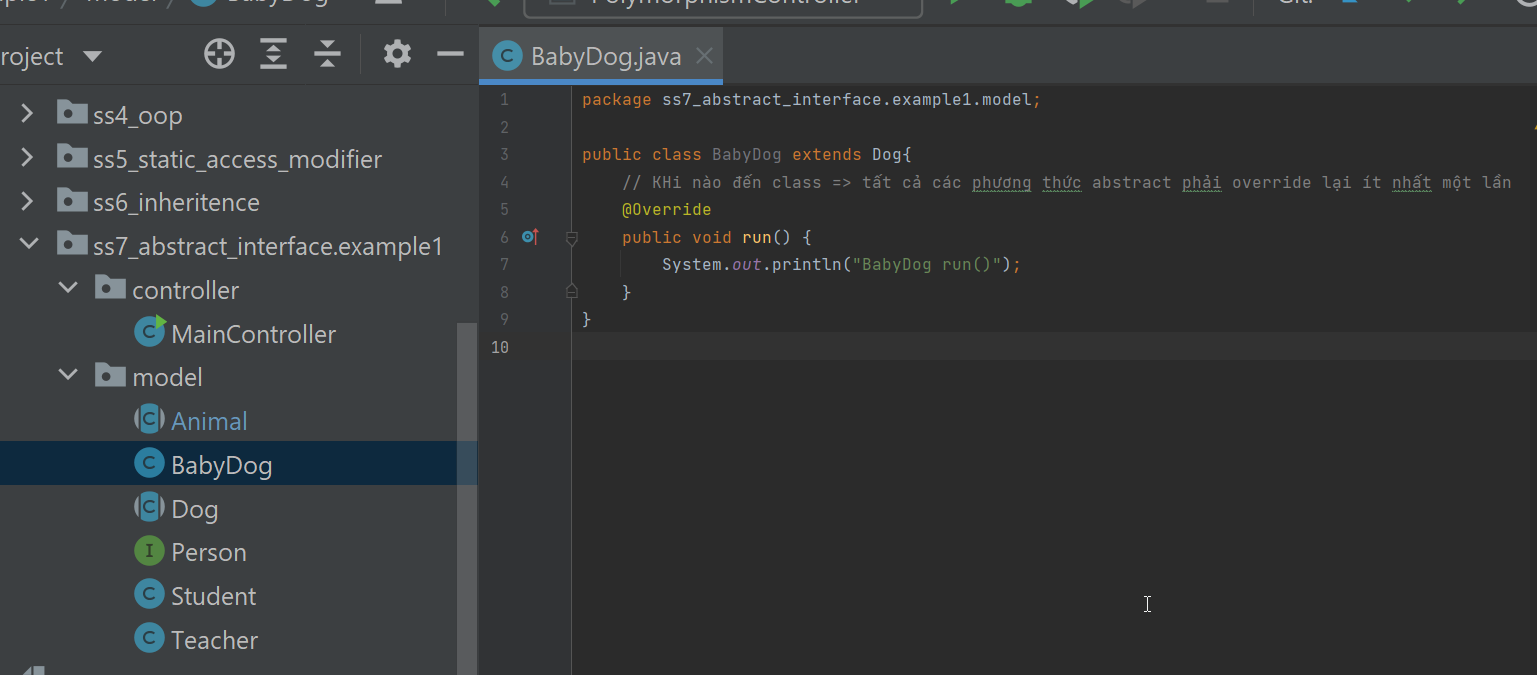 BabyDog
PolymorphismController
Git:
roject
BabyDog.java
ss4_oop
ss5_static_access_modifier
ss6_inheritence
ss7_abstract_interface.example1
controller
MainController
model
Animal
BabyDog
Dog
Person
Student
Teacher
1 package ss7_abstract_interface.example1.model;
2
3 public class BabyDog extends Dog{
4 // KHi nào đến class => tất cả các phương thức abstract phải override lại ít nhất một lần
5 @Override
6 public void run() {
7 System.out.println("BabyDog run()");
8 }
9 }
10